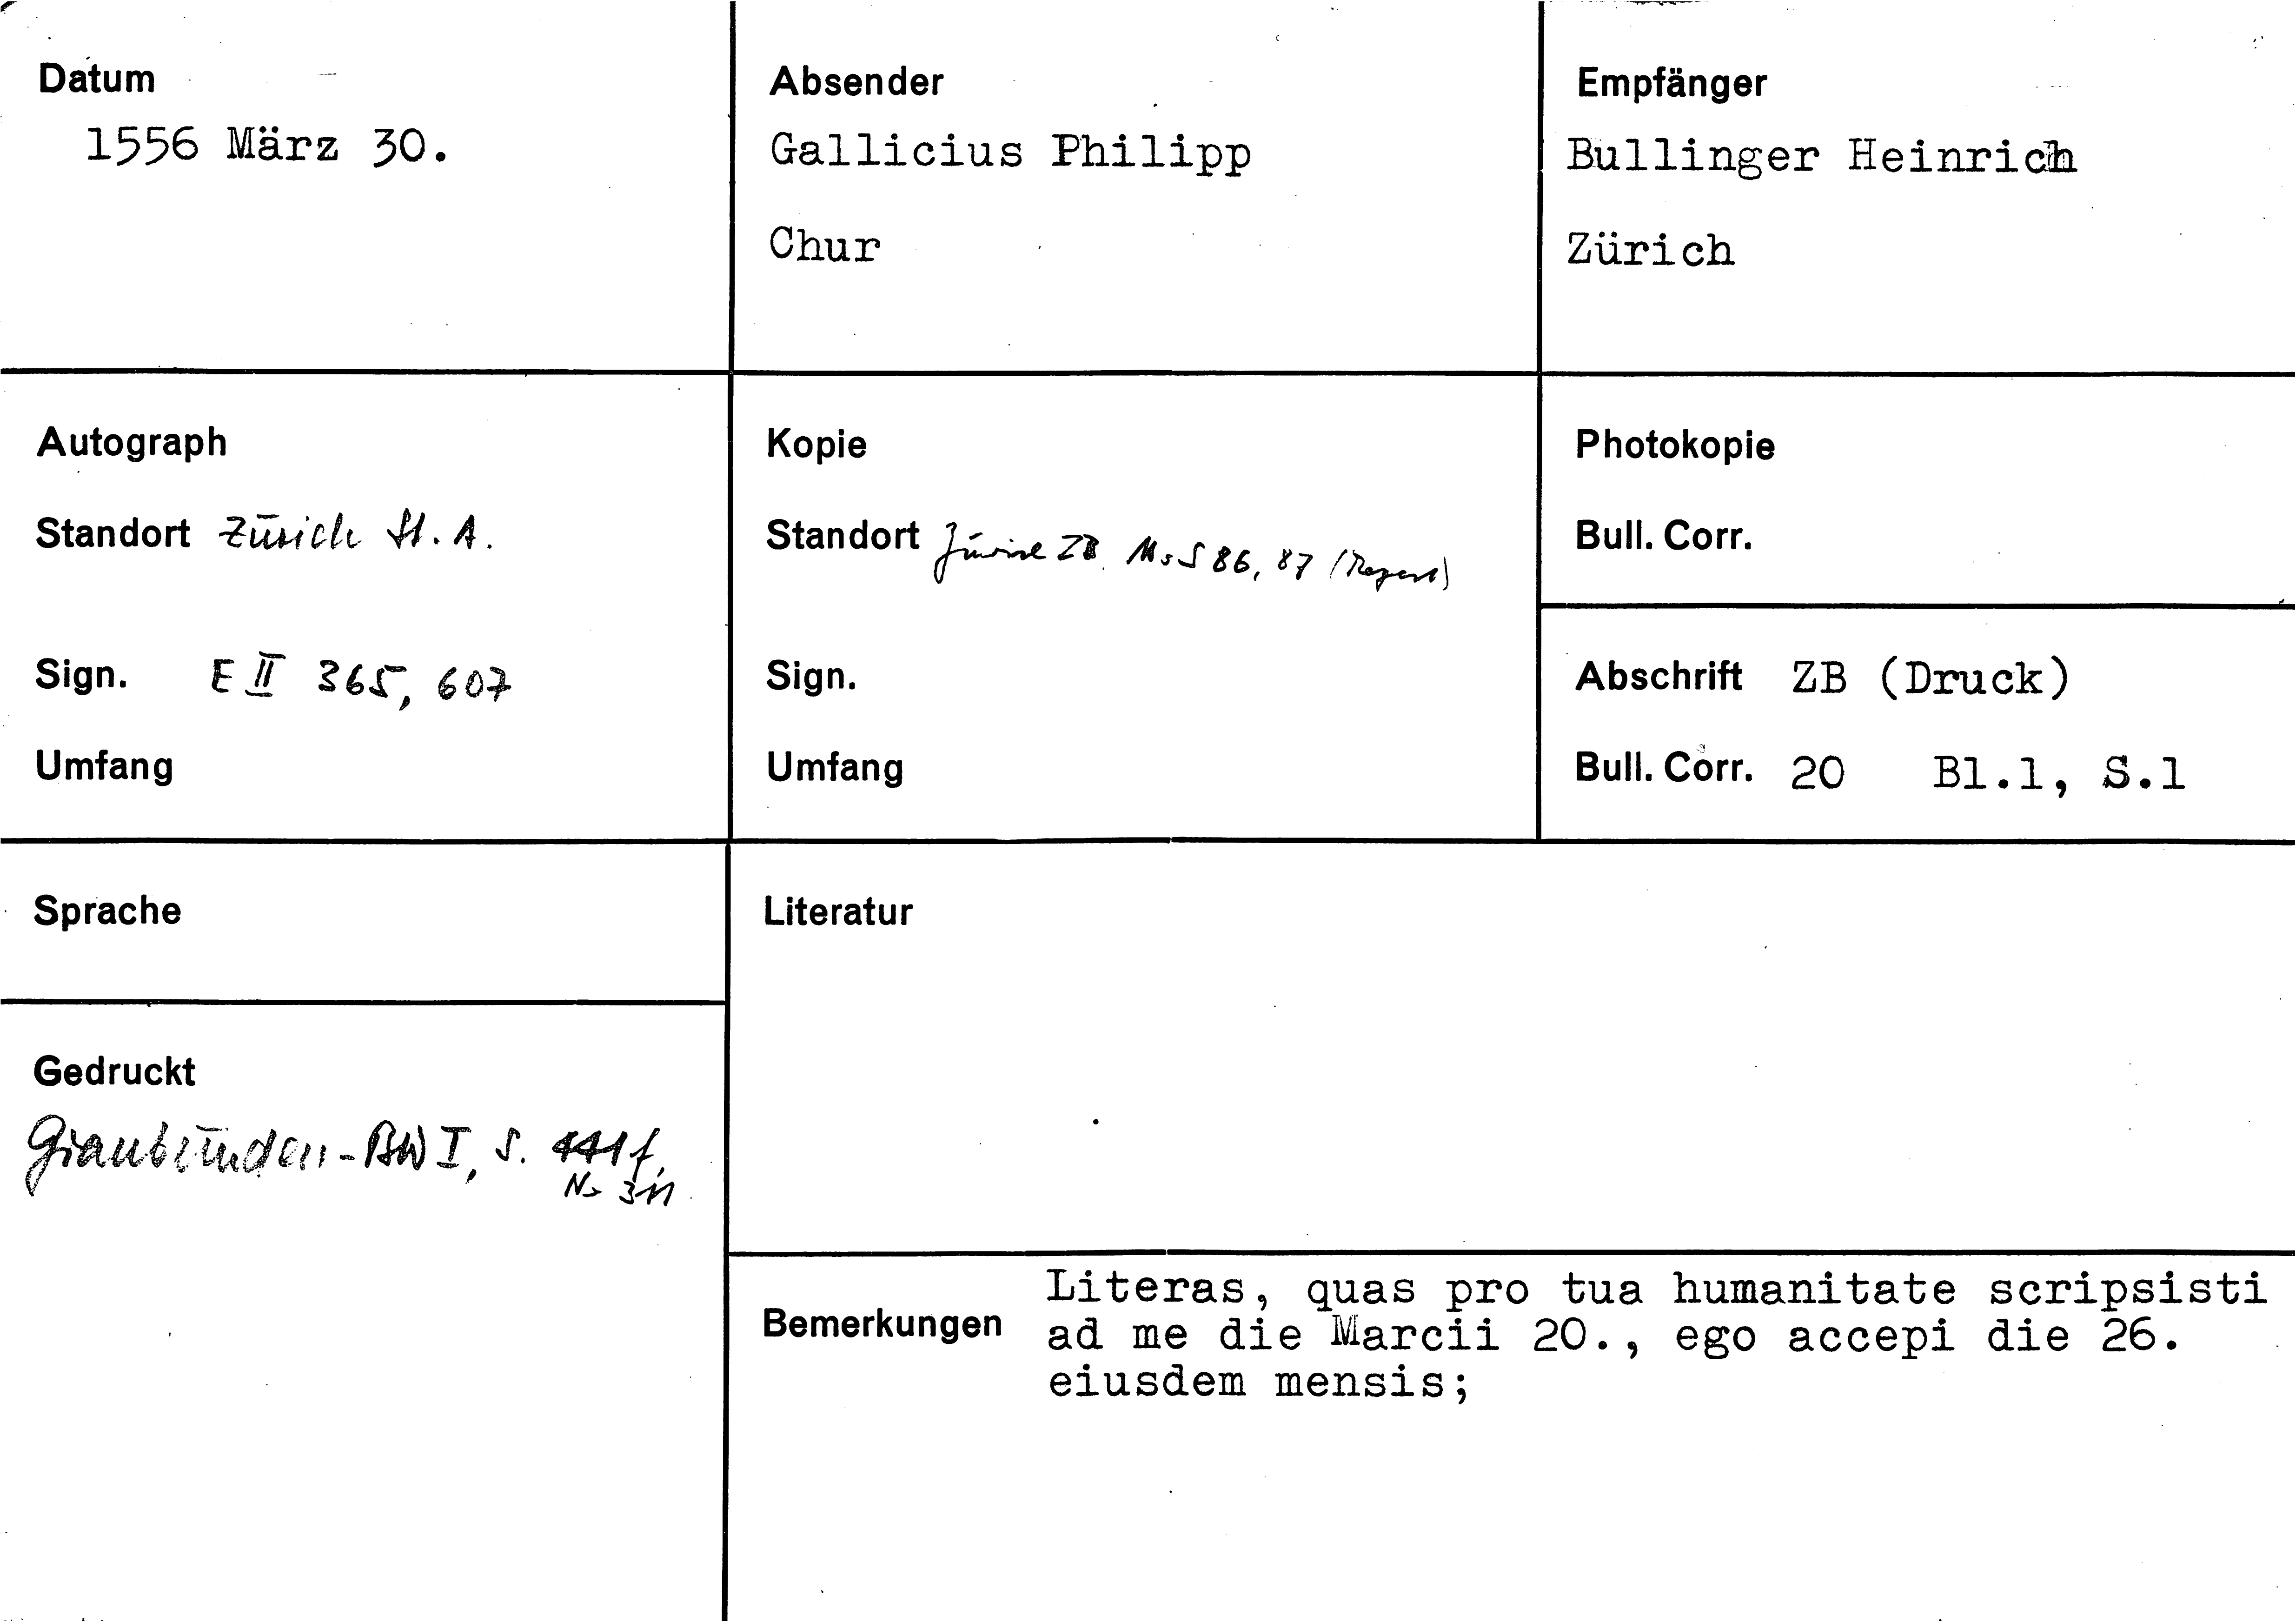 Datum
1556 März 30.
Absender
Gallicius Philipp
Chur
Empfänger
Bullinger Heinrich
Zürich
Autograph
Standort Zürich St. A.
Sign. E II 365, 607
Umfang
Kopie
Standort Zürich ZB. Ms S 86, 87 (Regest)
Sign.
Umfang
Photokopie
Bull. Corr.
Abschrift ZB (Druck)
Bull. Corr. 20 Bl.1, S.1
Sprache
Gedruckt
Graubünden-BW I, S. 441 f,
Nr 311
Literatur
Bemerkungen
Literas, quas pro tua humanitate scripsisti
ad me die Marcii 20., ego accepi die 26.
eiusdem mensis;